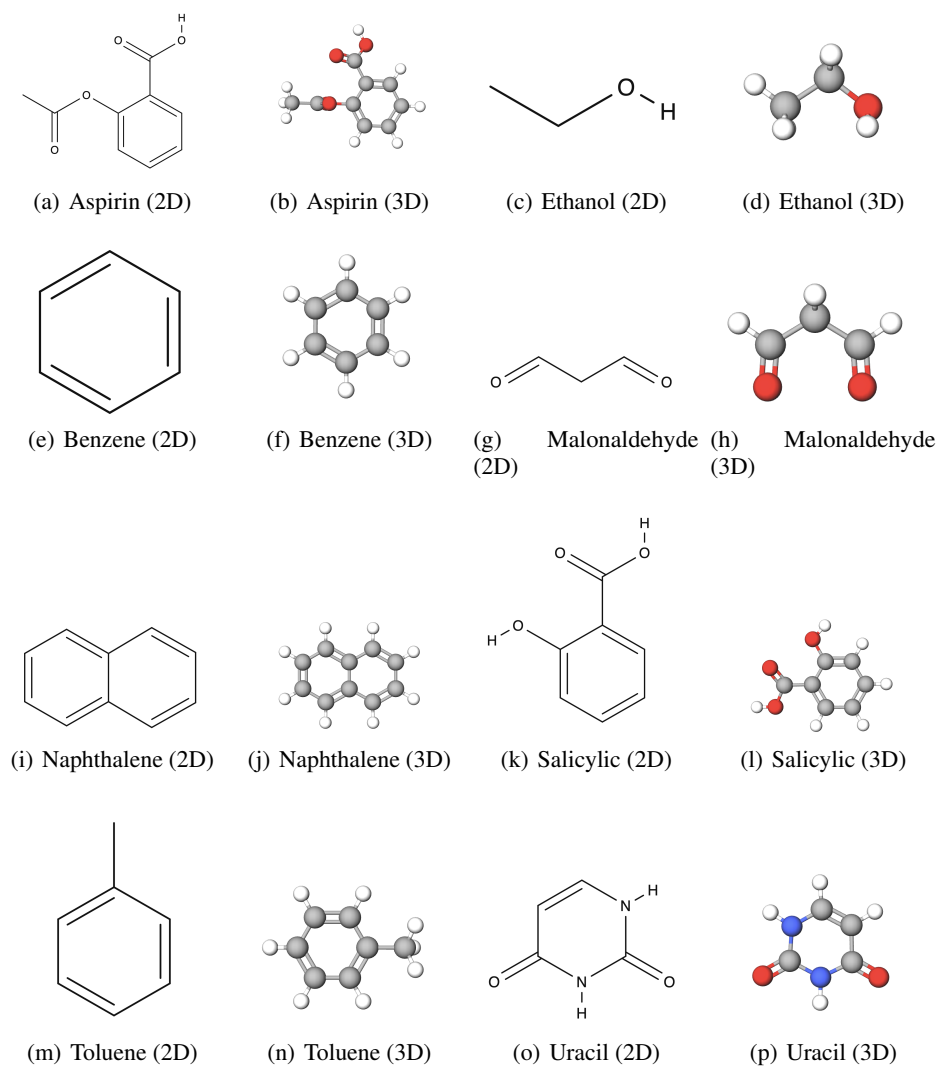 H
O
O
O
O
O
H
(a) Aspirin (2D)
(b) Aspirin (3D)
(c) Ethanol (2D)
(d) Ethanol (3D)
O
O
(e) Benzene (2D)
(f) Benzene (3D)
(g) Malonaldehyde
(2D)
(h) Malonaldehyde
(3D)
H
O
O
O
H
(i) Naphthalene (2D)
(j) Naphthalene (3D)
(k) Salicylic (2D)
(l) Salicylic (3D)
H
N
O
N
O
H
(m) Toluene (2D)
(n) Toluene (3D)
(o) Uracil (2D)
(p) Uracil (3D)